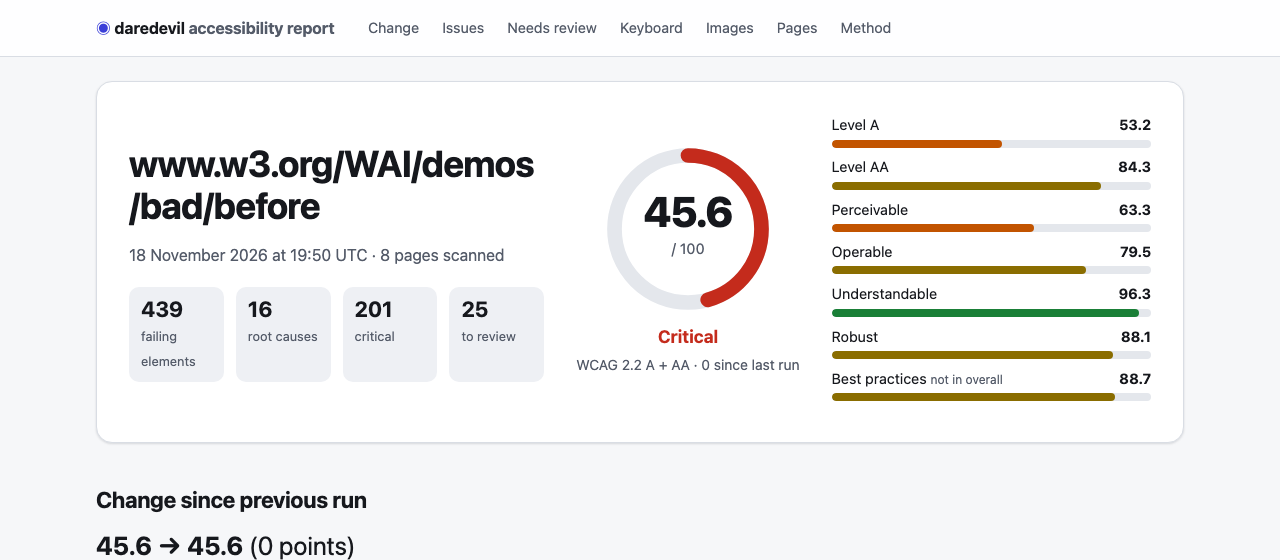 daredevil accessibility report Change Issues Needs review Keyboard Images Pages Method
www.w3.org/WAI/demos
/bad/before
18 November 2026 at 19:50 UTC · 8 pages scanned
439
failing
elements
16
root causes
201
critical
25
to review
45.6
/ 100
Critical
WCAG 2.2 A + AA · 0 since last run
Level A 53.2
Level AA 84.3
Perceivable 63.3
Operable 79.5
Understandable 96.3
Robust 88.1
Best practices not in overall 88.7
Change since previous run
45.6 → 45.6 (0 points)